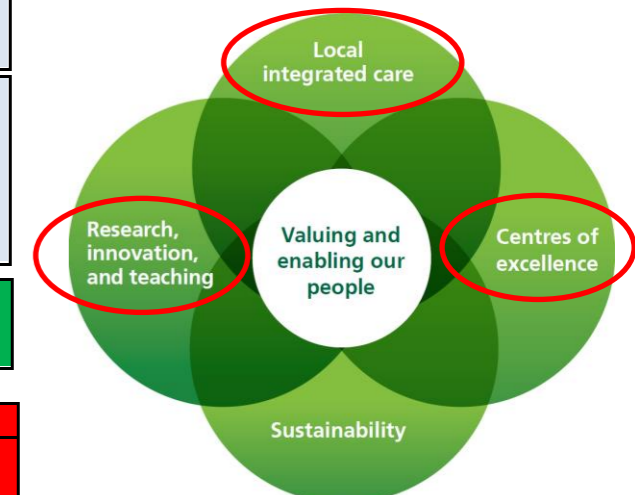 Local
integrated care
Research,
innovation,
and teaching
Valuing and
enabling our
people
Centres of
excellence
Sustainability